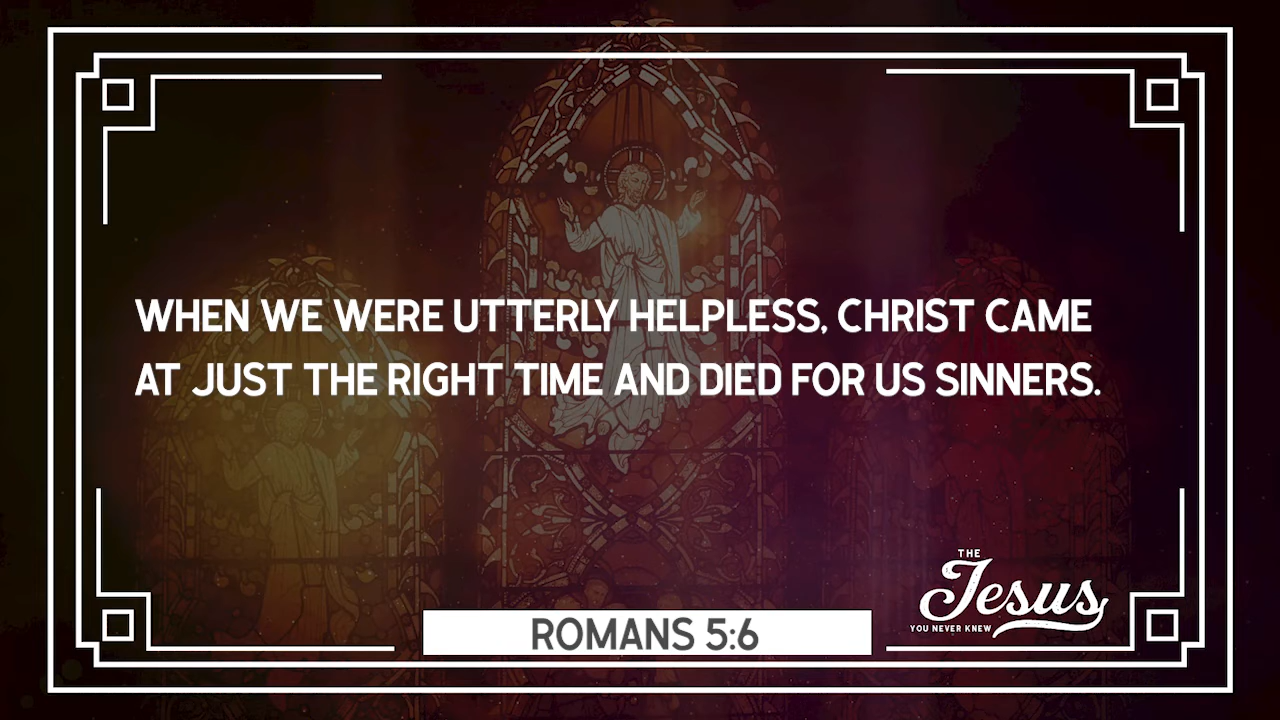 WHEN WE WERE UTTERLY HELPLESS, CHRIST CAME
AT JUST THE RIGHT TIME AND DIED FOR US SINNERS.
THE
Jesus
YOU NEVER KNEW
ROMANS 5:6